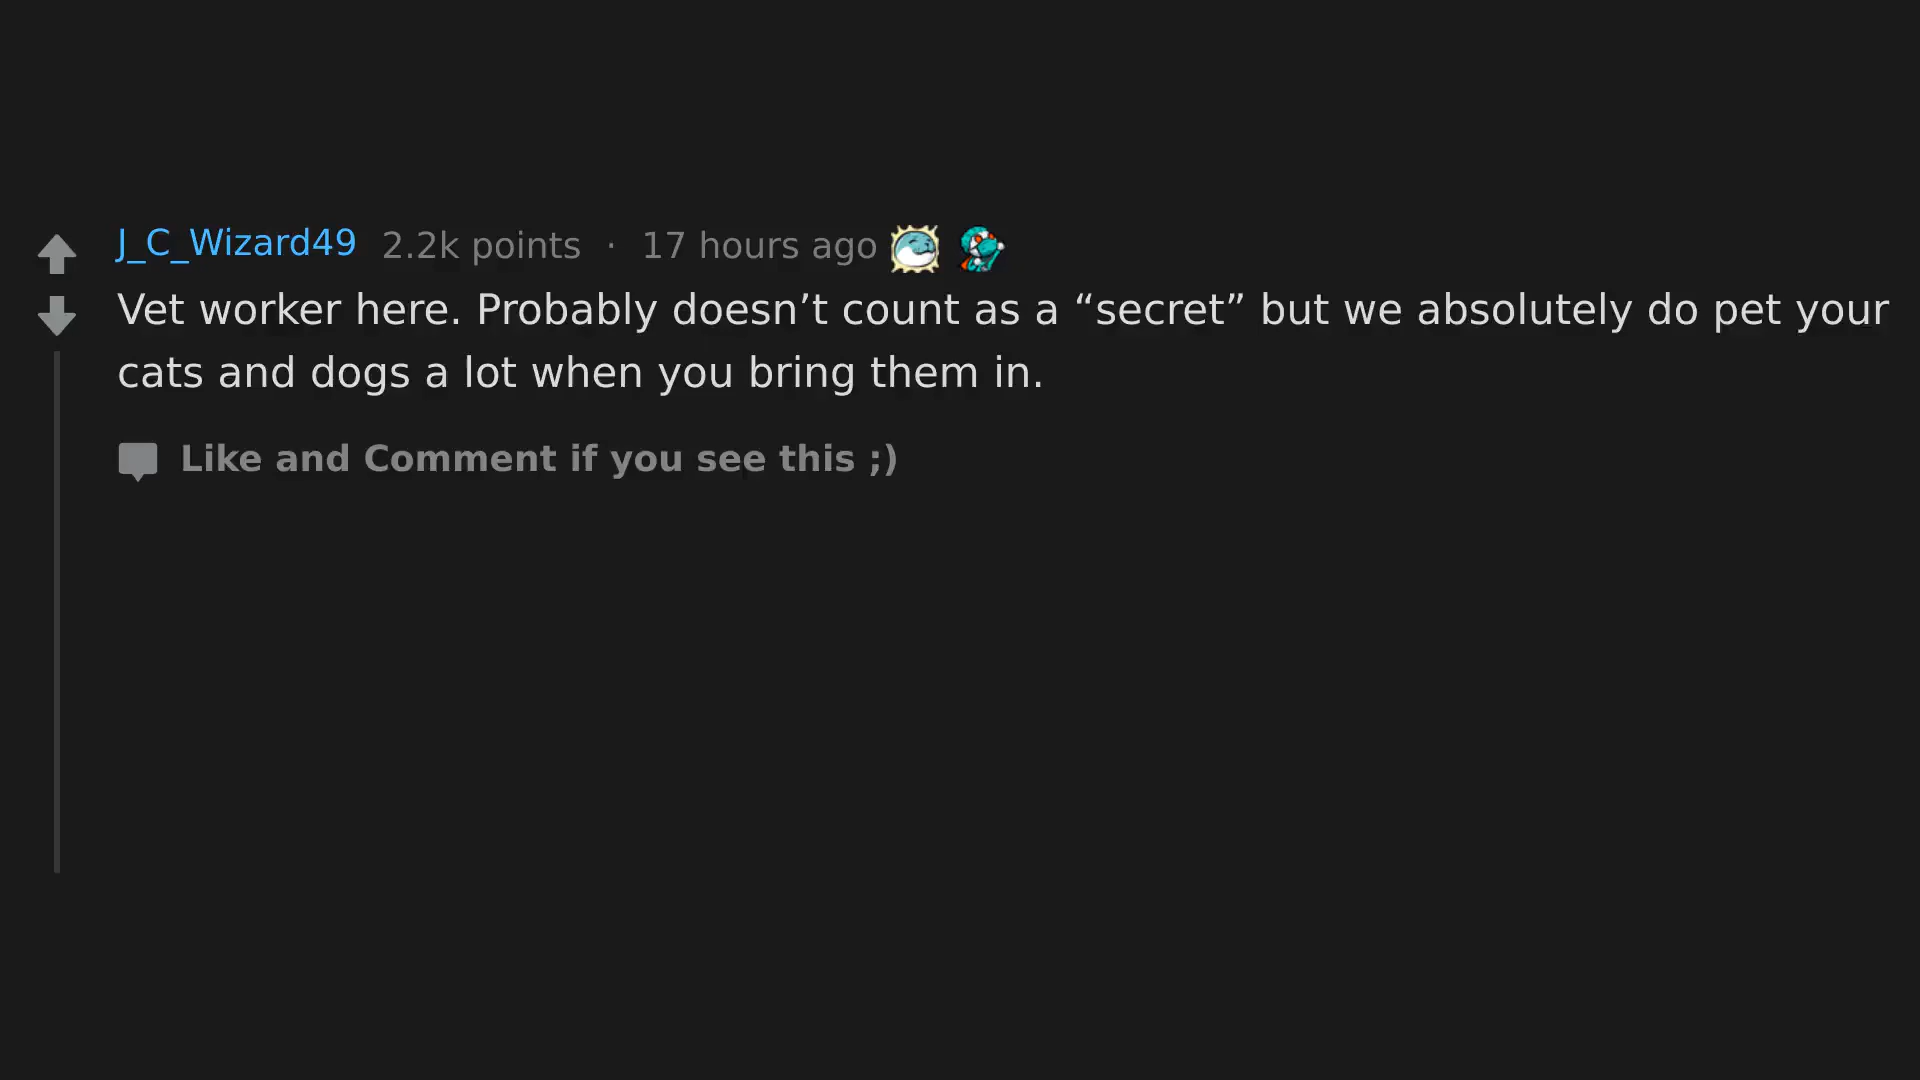 J_C_Wizard49 2.2k points · 17 hours ago
Vet worker here. Probably doesn’t count as a “secret” but we absolutely do pet your
cats and dogs a lot when you bring them in.
Like and Comment if you see this ;)